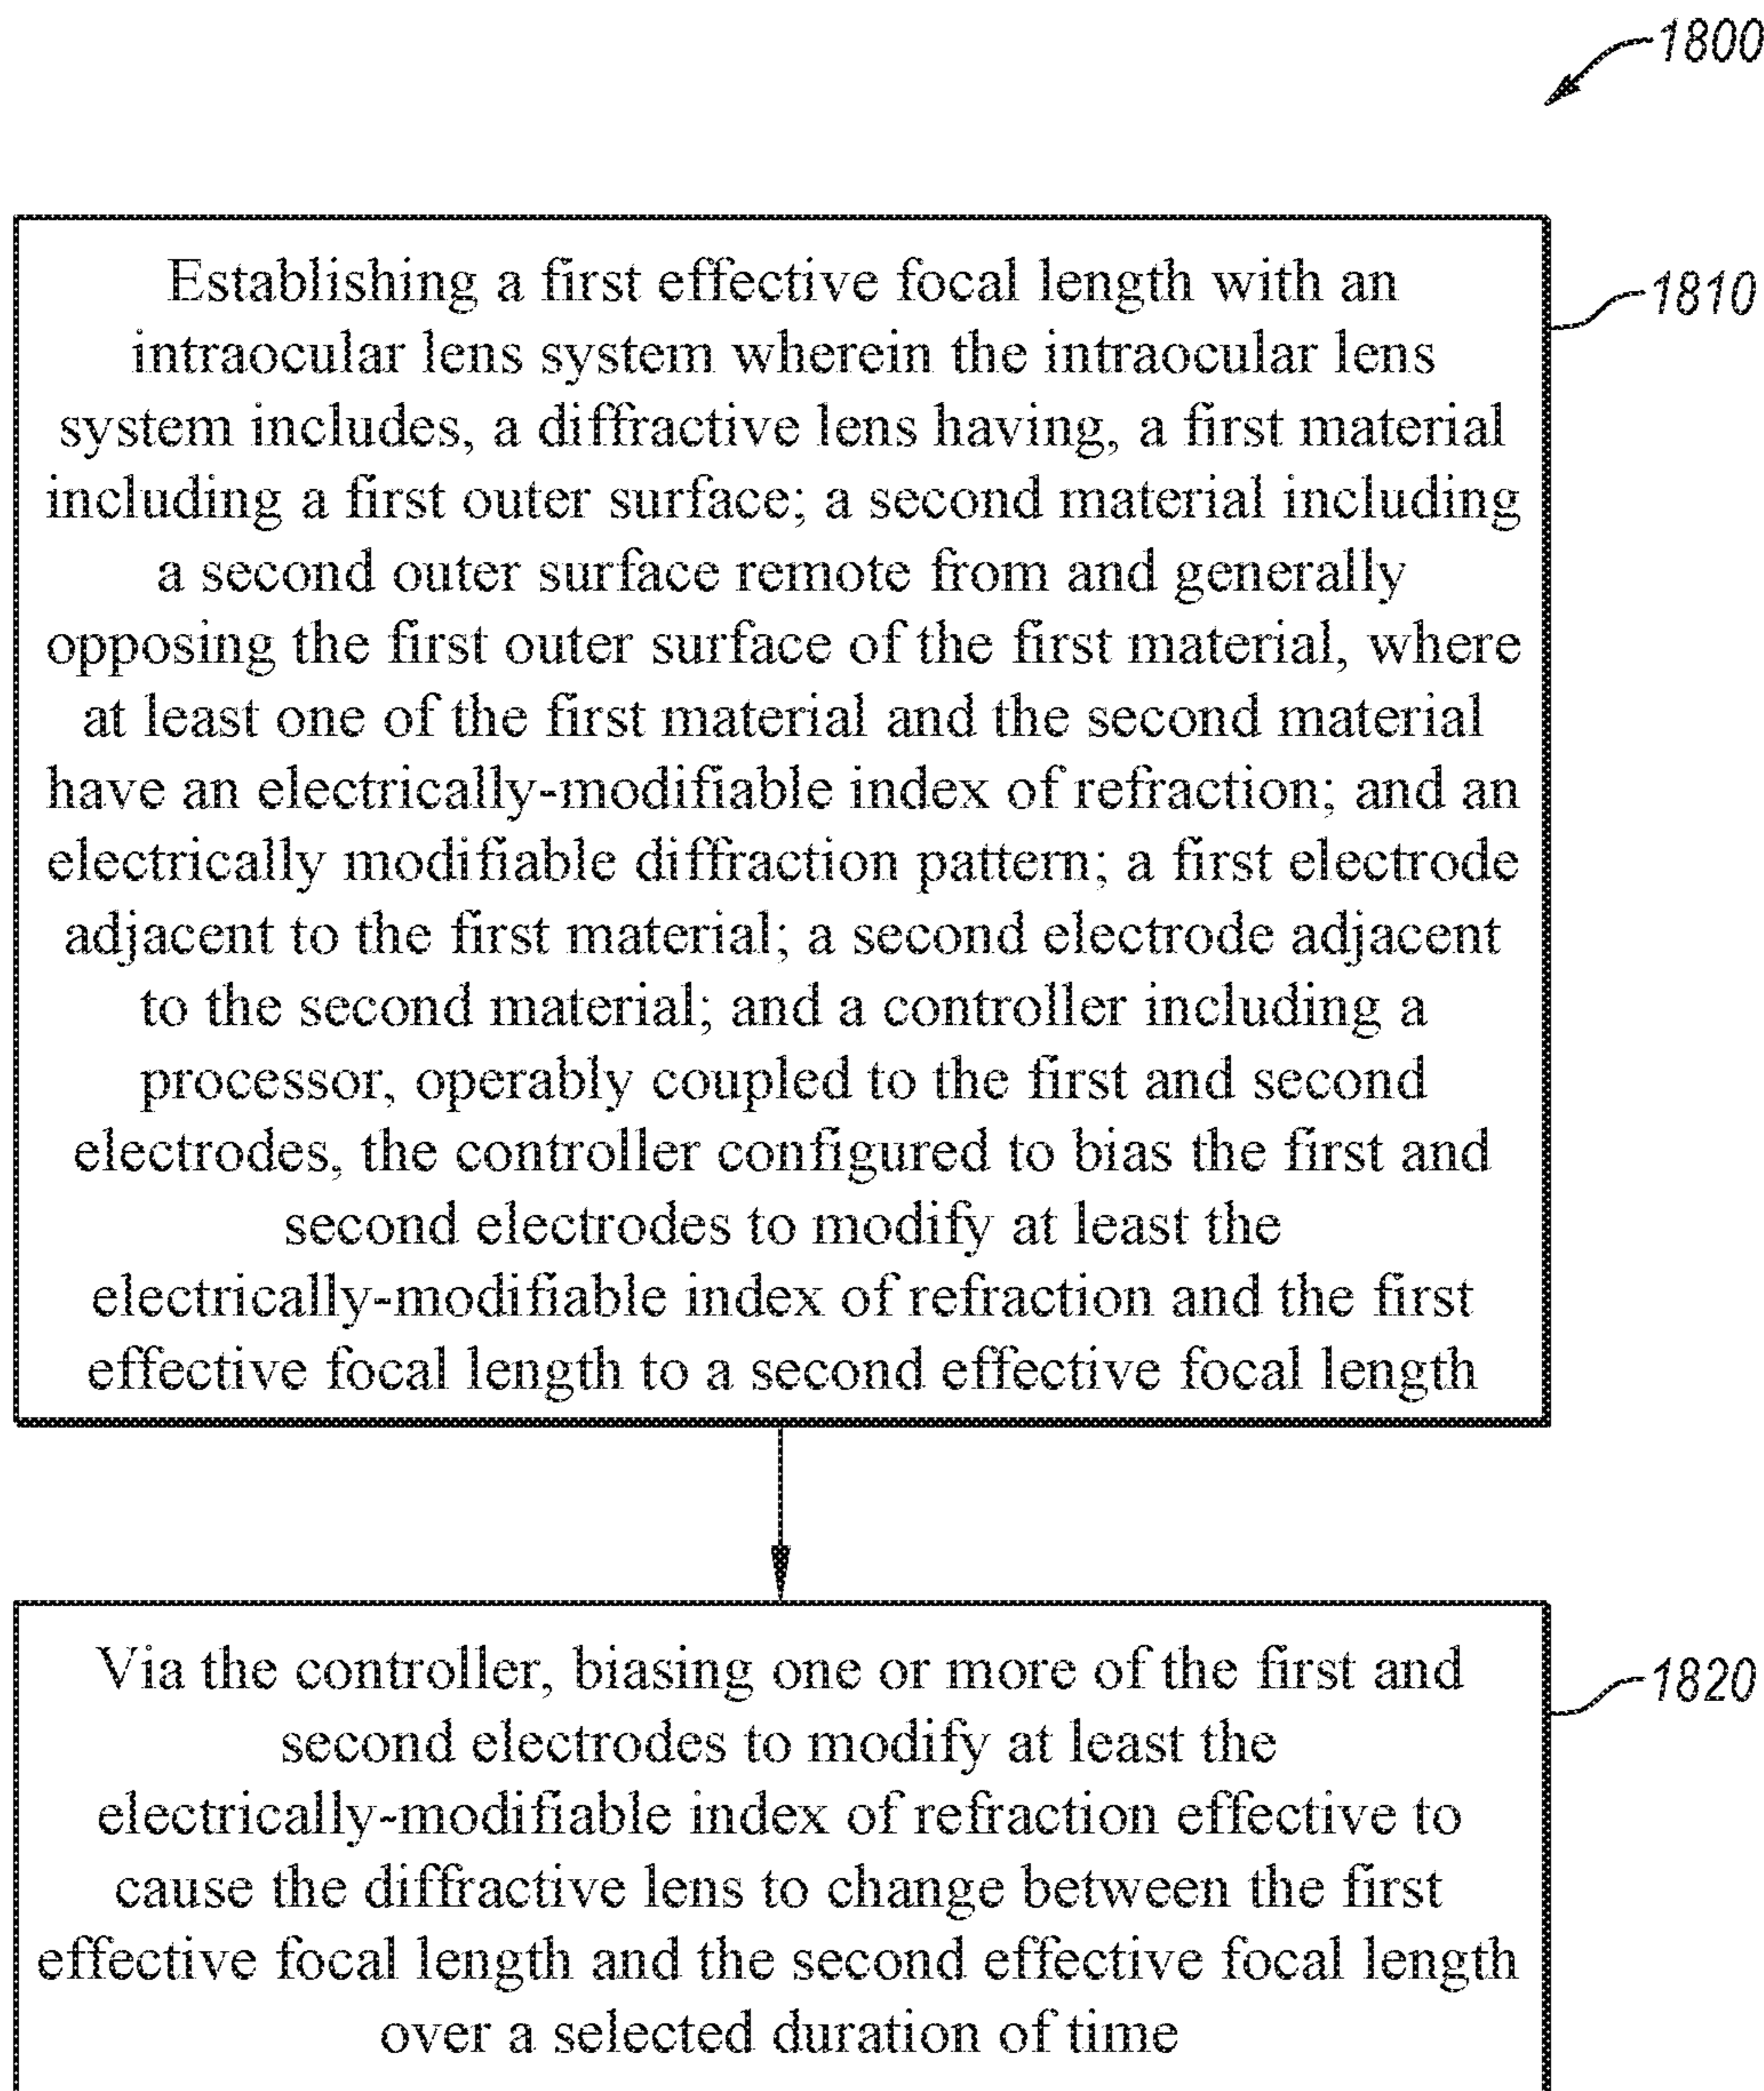 1800
Establishing a first effective focal length with an
intraocular lens system wherein the intraocular lens
system includes, a diffractive lens having, a first material
including a first outer surface; a second material including
a second outer surface remote from and generally
opposing the first outer surface of the first material, where
at least one of the first material and the second material
have an electrically-modifiable index of refraction; and an
electrically modifiable diffraction pattern; a first electrode
adjacent to the first material; a second electrode adjacent
to the second material; and a controller including a
processor, operably coupled to the first and second
electrodes, the controller configured to bias the first and
second electrodes to modify at least the
electrically-modifiable index of refraction and the first
effective focal length to a second effective focal length
1810
Via the controller, biasing one or more of the first and
second electrodes to modify at least the
electrically-modifiable index of refraction effective to
cause the diffractive lens to change between the first
effective focal length and the second effective focal length
over a selected duration of time
1820